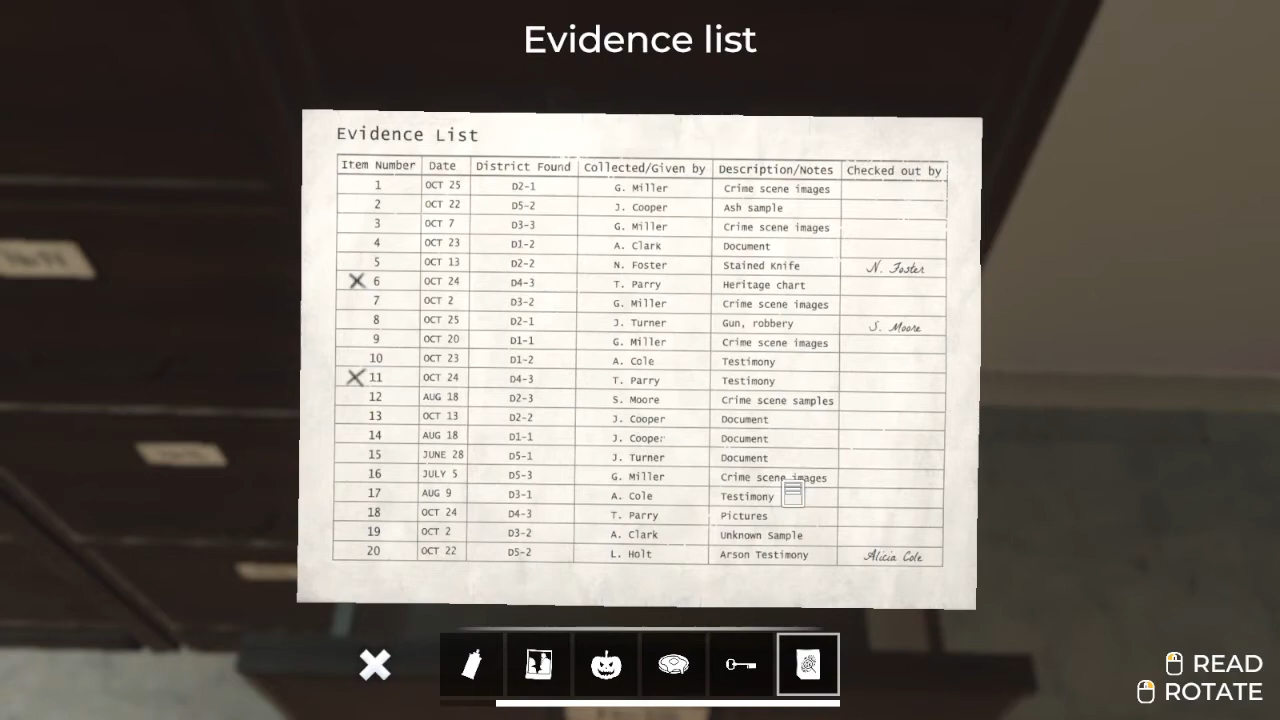 Evidence list
Evidence List
Item Number Date District Found Collected/Given by Description/Notes Checked out by
1 OCT 25 D2-1 G. Miller Crime scene images
2 OCT 22 D5-2 J. Cooper Ash sample
3 OCT 7 D3-3 G. Miller Crime scene images
4 OCT 23 D1-2 A. Clark Document
5 OCT 13 D2-2 N. Foster Stained Knife N. Foster
6 OCT 24 D4-3 T. Parry Heritage chart
7 OCT 2 D3-2 G. Miller Crime scene images
8 OCT 25 D2-1 J. Turner Gun, robbery S. Moore
9 OCT 20 D1-1 G. Miller Crime scene images
10 OCT 23 D1-2 A. Cole Testimony
11 OCT 24 D4-3 T. Parry Testimony
12 AUG 18 D2-3 S. Moore Crime scene samples
13 OCT 13 D2-2 J. Cooper Document
14 AUG 18 D1-1 J. Cooper Document
15 JUNE 28 D5-1 J. Turner Document
16 JULY 5 D5-3 G. Miller Crime scene images
17 AUG 9 D3-1 A. Cole Testimony
18 OCT 24 D4-3 T. Parry Pictures
19 OCT 2 D3-2 A. Clark Unknown Sample
20 OCT 22 D5-2 L. Holt Arson Testimony Alicia Cole
READ
ROTATE